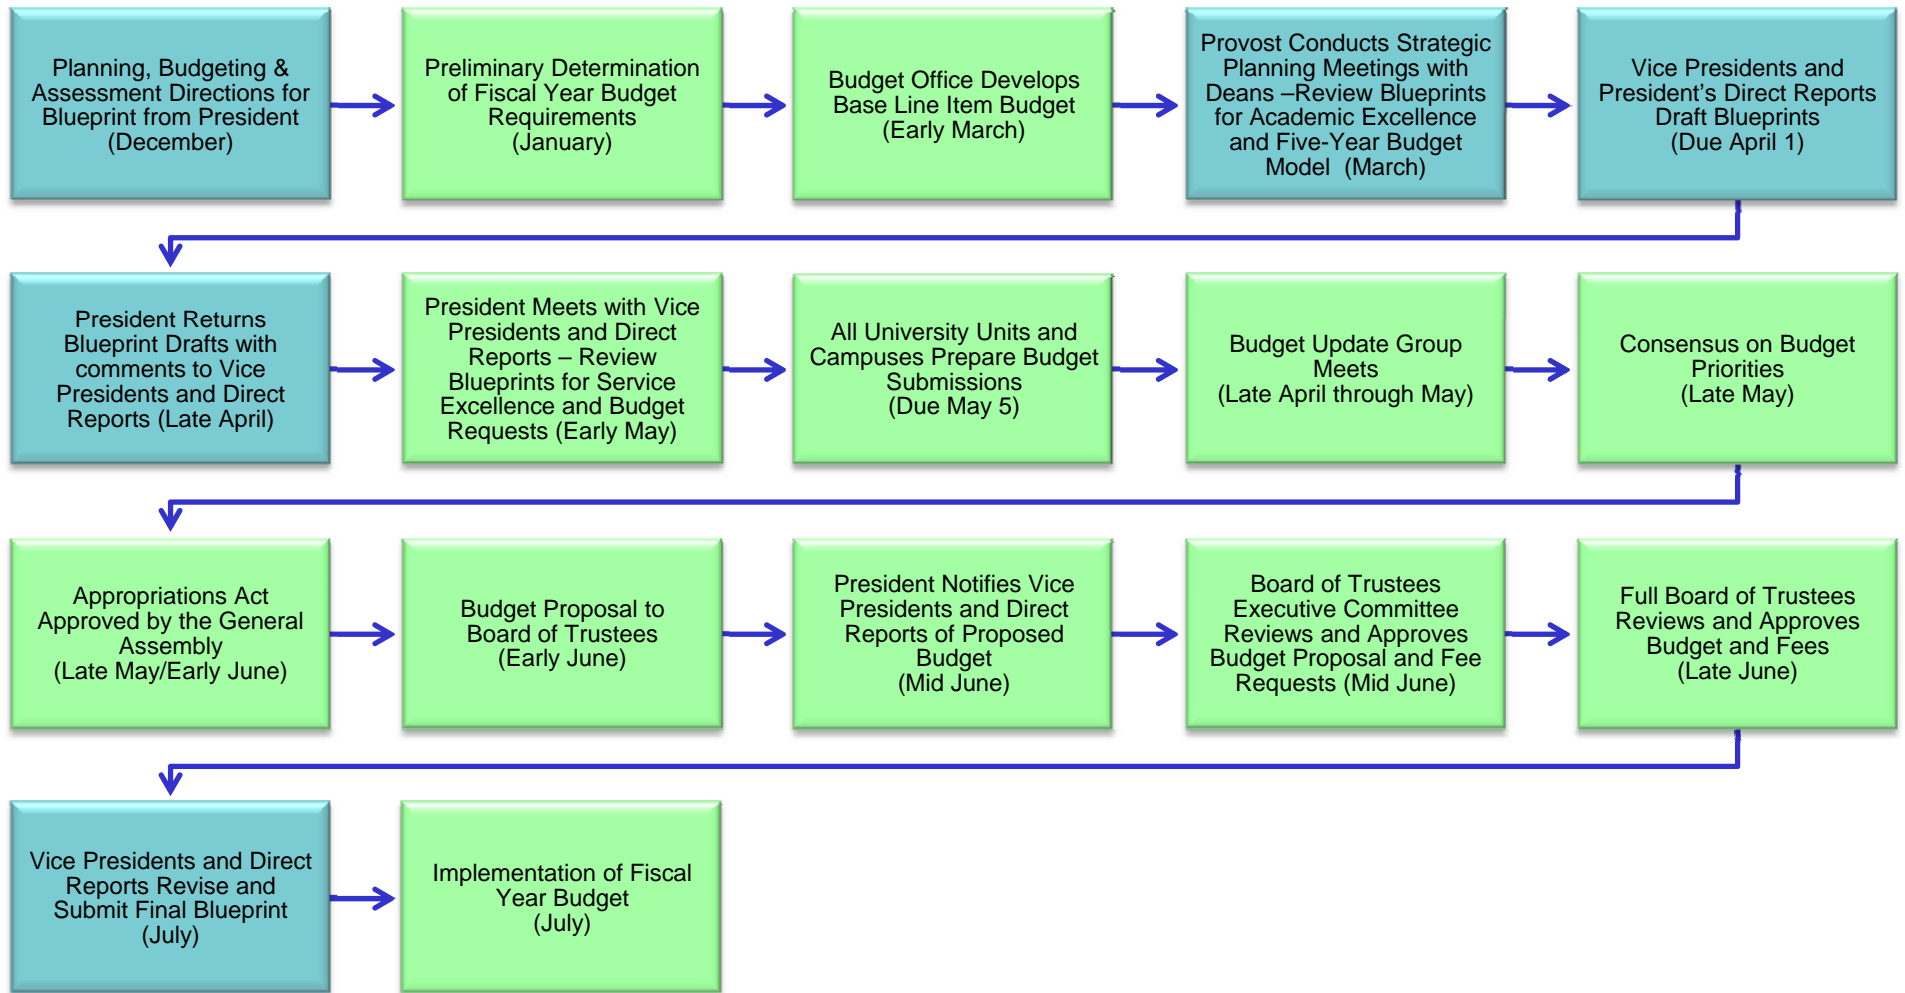 Planning, Budgeting &
Assessment Directions for
Blueprint from President
(December)
Preliminary Determination
of Fiscal Year Budget
Requirements
(January)
Budget Office Develops
Base Line Item Budget
(Early March)
Provost Conducts Strategic
Planning Meetings with
Deans –Review Blueprints
for Academic Excellence
and Five-Year Budget
Model (March)
Vice Presidents and
President’s Direct Reports
Draft Blueprints
(Due April 1)
President Returns
Blueprint Drafts with
comments to Vice
Presidents and Direct
Reports (Late April)
President Meets with Vice
Presidents and Direct
Reports – Review
Blueprints for Service
Excellence and Budget
Requests (Early May)
All University Units and
Campuses Prepare Budget
Submissions
(Due May 5)
Budget Update Group
Meets
(Late April through May)
Consensus on Budget
Priorities
(Late May)
Appropriations Act
Approved by the General
Assembly
(Late May/Early June)
Budget Proposal to
Board of Trustees
(Early June)
President Notifies Vice
Presidents and Direct
Reports of Proposed
Budget
(Mid June)
Board of Trustees
Executive Committee
Reviews and Approves
Budget Proposal and Fee
Requests (Mid June)
Full Board of Trustees
Reviews and Approves
Budget and Fees
(Late June)
Vice Presidents and Direct
Reports Revise and
Submit Final Blueprint
(July)
Implementation of Fiscal
Year Budget
(July)